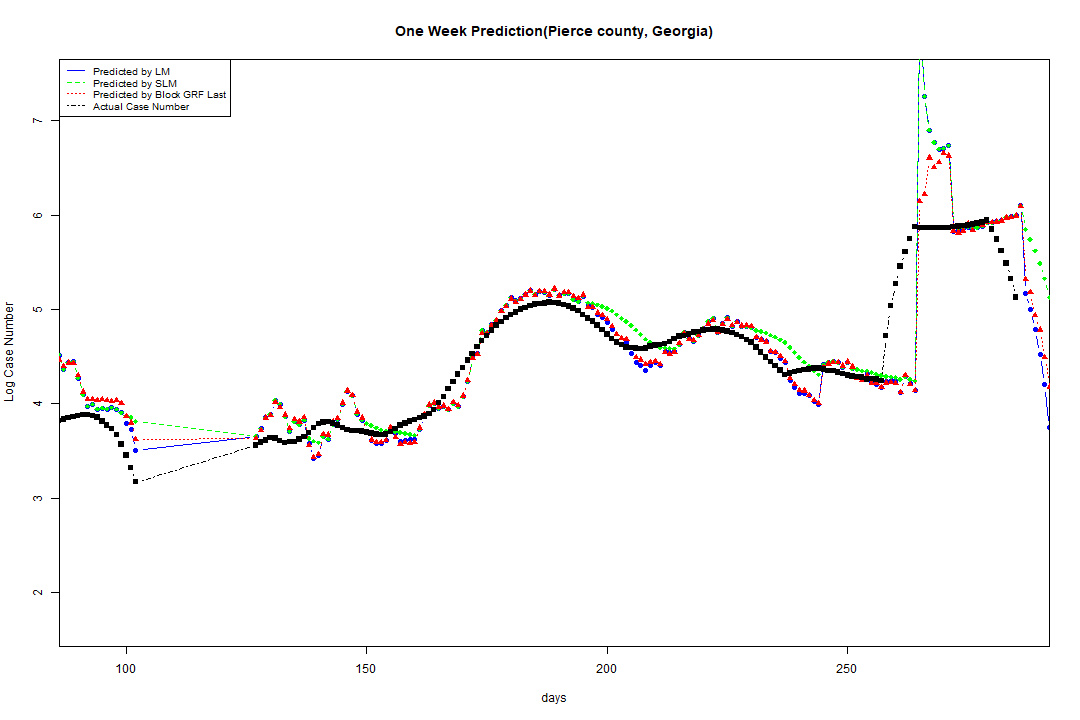 One Week Prediction(Pierce county, Georgia)
Predicted by LM
Predicted by SLM
Predicted by Block GRF Last
Actual Case Number
Log Case Number
7
6
5
4
3
2
100 150 200 250
days